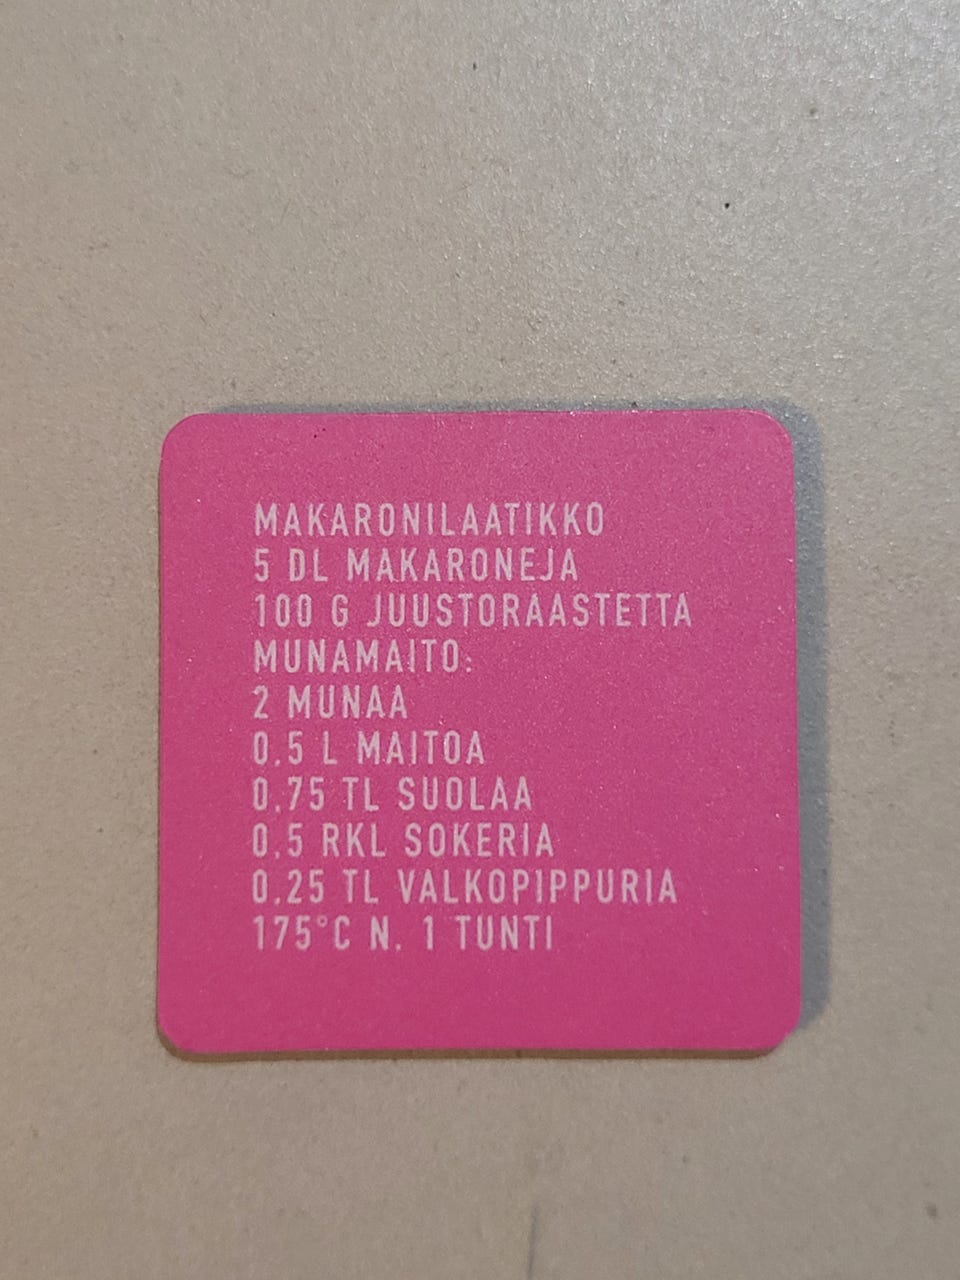 MAKARONILAATIKKO
5 DL MAKARONEJA
100 G JUUSTORAASTETTA
MUNAMAITO:
2 MUNAA
0,5 L MAITOA
0,75 TL SUOLAA
0,5 RKL SOKERIA
0,25 TL VALKOPIPPURIA
175°C N. 1 TUNTI